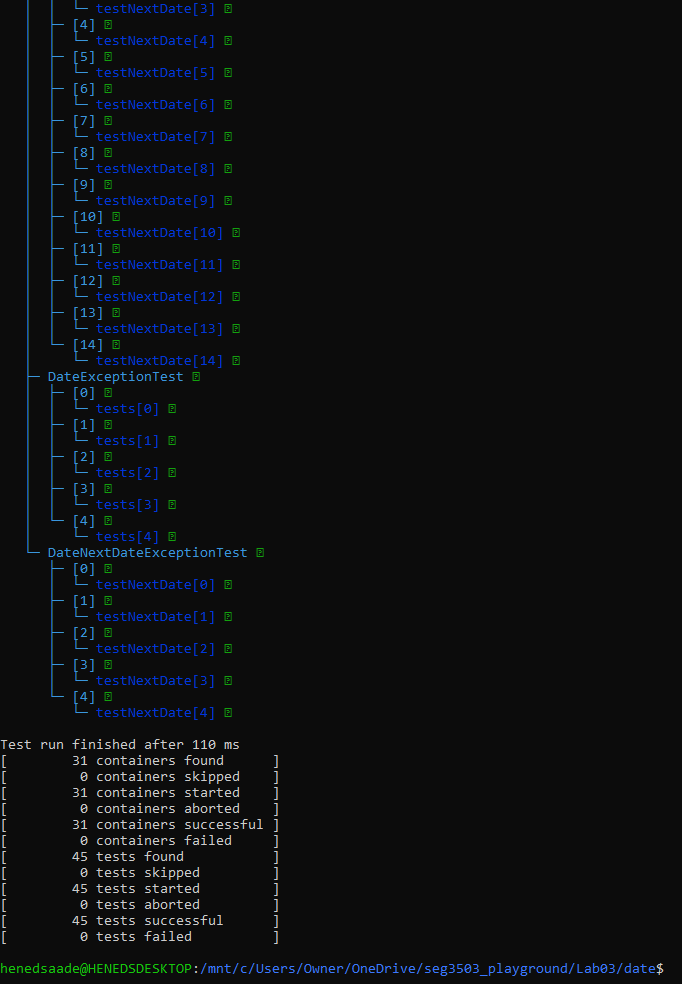 │  │  └─ testNextDate[3] 
│  ├─ [4] 
│  │  └─ testNextDate[4] 
│  ├─ [5] 
│  │  └─ testNextDate[5] 
│  ├─ [6] 
│  │  └─ testNextDate[6] 
│  ├─ [7] 
│  │  └─ testNextDate[7] 
│  ├─ [8] 
│  │  └─ testNextDate[8] 
│  ├─ [9] 
│  │  └─ testNextDate[9] 
│  ├─ [10] 
│  │  └─ testNextDate[10] 
│  ├─ [11] 
│  │  └─ testNextDate[11] 
│  ├─ [12] 
│  │  └─ testNextDate[12] 
│  ├─ [13] 
│  │  └─ testNextDate[13] 
│  └─ [14] 
│     └─ testNextDate[14] 
├─ DateExceptionTest 
│  ├─ [0] 
│  │  └─ tests[0] 
│  ├─ [1] 
│  │  └─ tests[1] 
│  ├─ [2] 
│  │  └─ tests[2] 
│  ├─ [3] 
│  │  └─ tests[3] 
│  └─ [4] 
│     └─ tests[4] 
└─ DateNextDateExceptionTest 
   ├─ [0] 
   │  └─ testNextDate[0] 
   ├─ [1] 
   │  └─ testNextDate[1] 
   ├─ [2] 
   │  └─ testNextDate[2] 
   ├─ [3] 
   │  └─ testNextDate[3] 
   └─ [4] 
      └─ testNextDate[4] 
Test run finished after 110 ms
[        31 containers found      ]
[         0 containers skipped    ]
[        31 containers started    ]
[         0 containers aborted    ]
[        31 containers successful ]
[         0 containers failed     ]
[        45 tests found           ]
[         0 tests skipped         ]
[        45 tests started         ]
[         0 tests aborted         ]
[        45 tests successful      ]
[         0 tests failed          ]
henedsaade@HENEDSDESKTOP:/mnt/c/Users/Owner/OneDrive/seg3503_playground/Lab03/date$